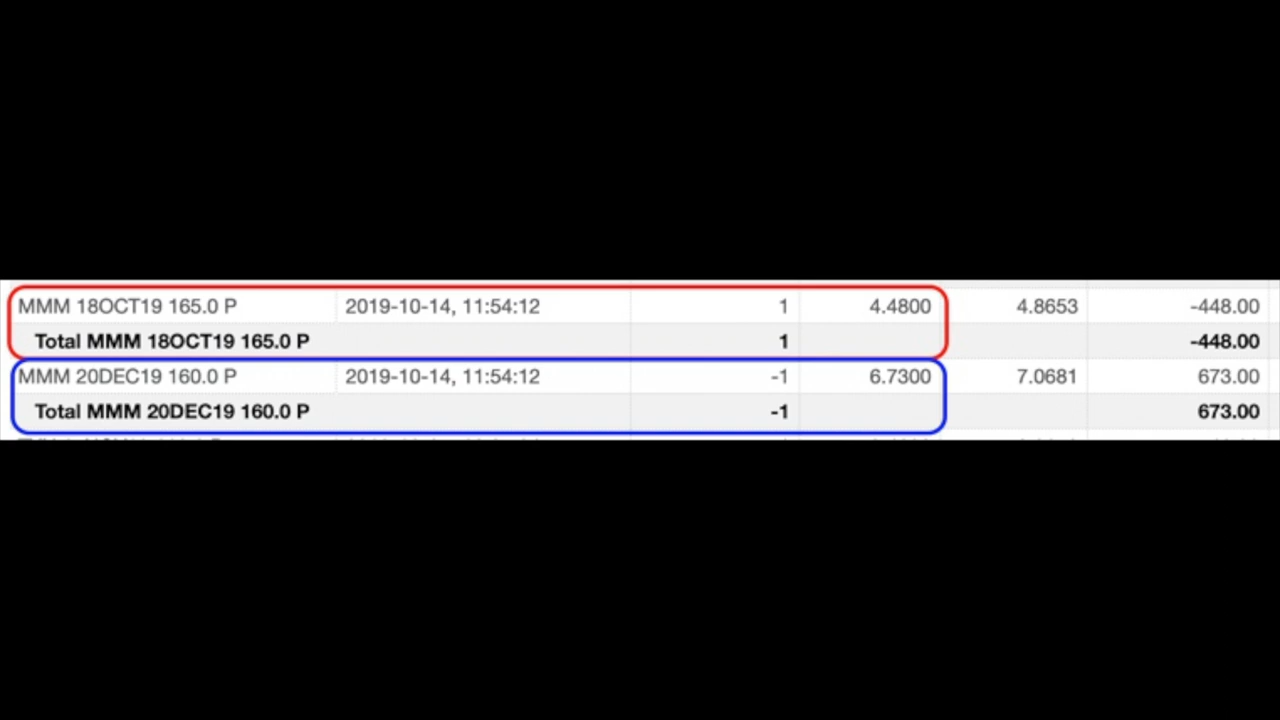 MMM 18OCT19 165.0 P 2019-10-14, 11:54:12 1 4.4800 4.8653 -448.00
Total MMM 18OCT19 165.0 P 1 -448.00
MMM 20DEC19 160.0 P 2019-10-14, 11:54:12 -1 6.7300 7.0681 673.00
Total MMM 20DEC19 160.0 P -1 673.00